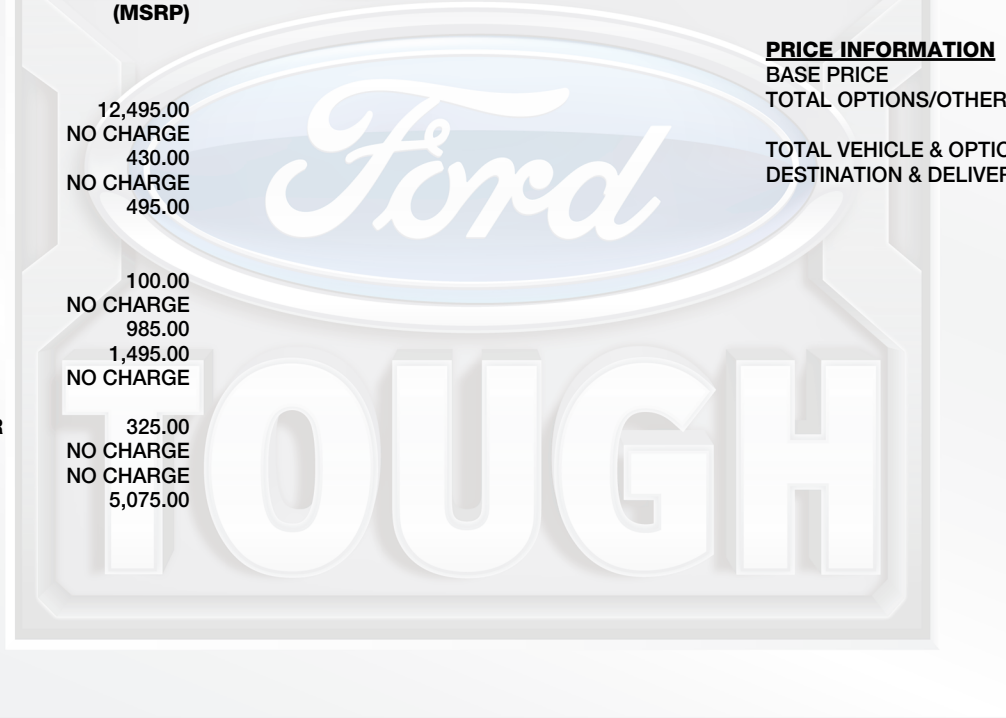 (MSRP)
12,495.00
NO CHARGE
430.00
NO CHARGE
495.00
100.00
NO CHARGE
985.00
1,495.00
NO CHARGE
325.00
NO CHARGE
NO CHARGE
5,075.00
PRICE INFORMATION
BASE PRICE
TOTAL OPTIONS/OTHER
TOTAL VEHICLE & OPTIO
DESTINATION & DELIVER
Ford
TOUGH